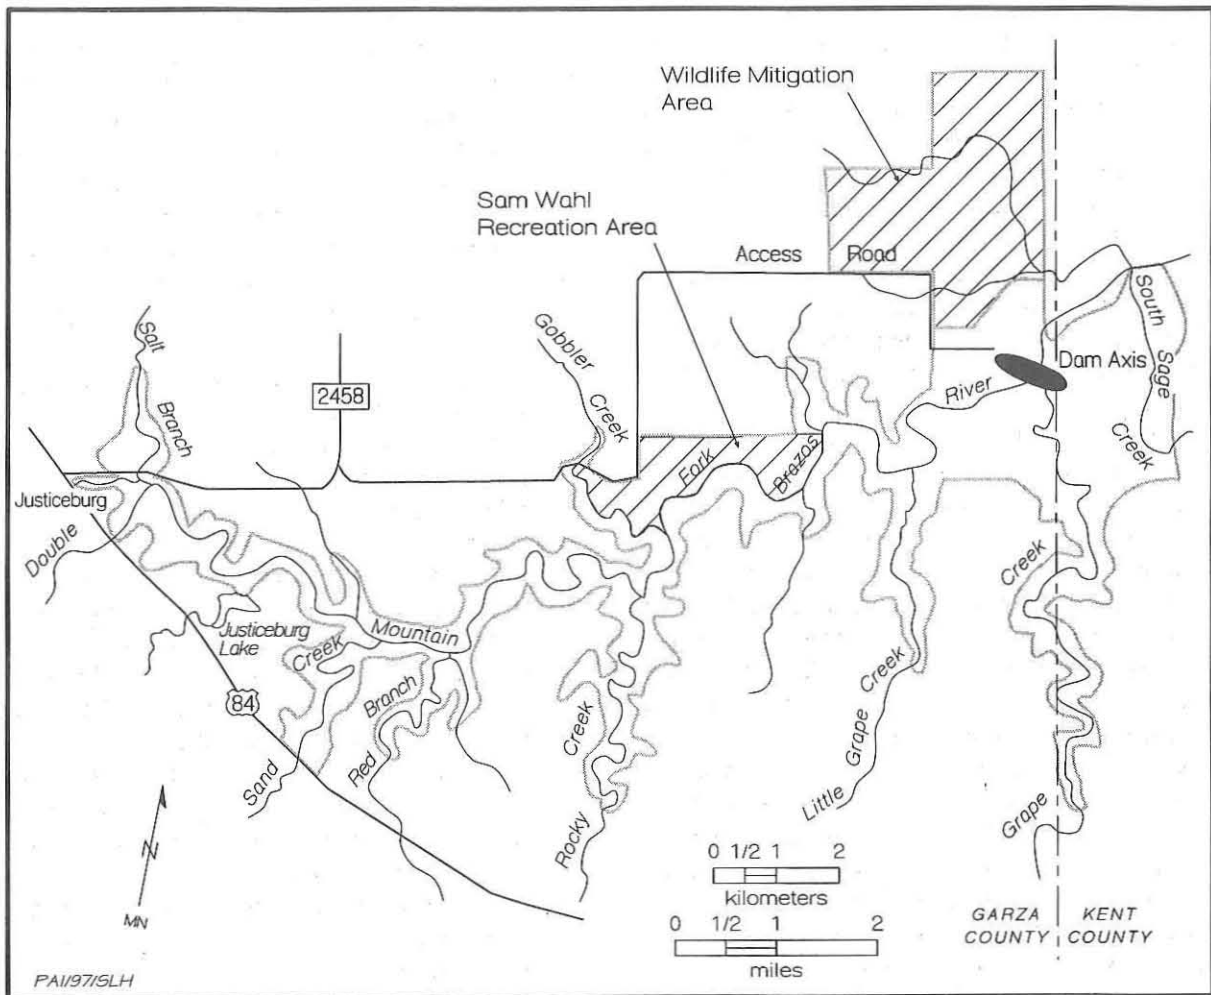 Wildlife Mitigation
Area
Sam Wahl
Recreation Area
Access Road
Salt
Branch
2458
Gobbler
Creek
South
Sage
Creek
Dam Axis
River
Fork
Brazos
Justiceburg
Double
Justiceburg
Lake
Mountain
Creek
Sand
84
Branch
Red
Creek
Rocky
Creek
Grape
Little
Creek
Grape
N
MN
0 1/2 1 2
kilometers
0 1/2 1 2
miles
GARZA
COUNTY
KENT
COUNTY
PAI/97/SLH